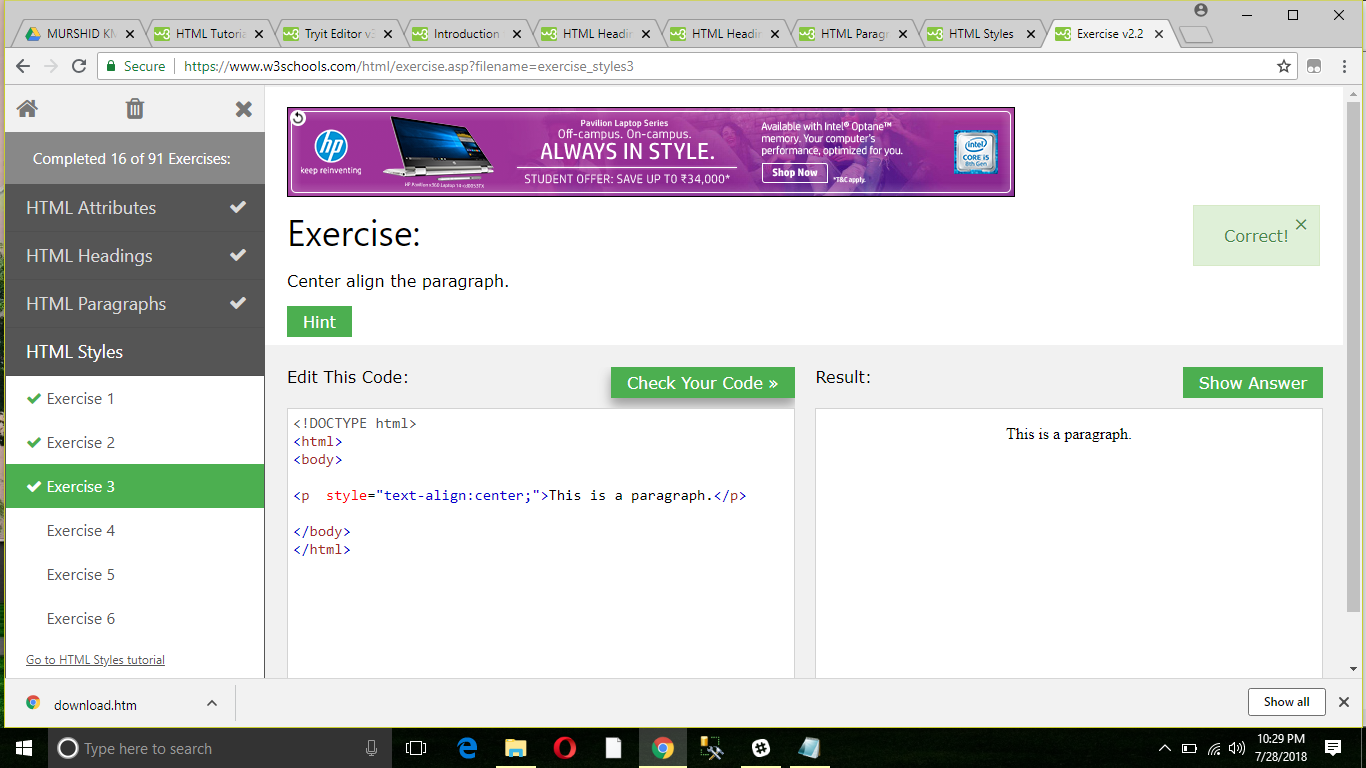 MURSHID KM
HTML Tutoria
Tryit Editor v3
Introduction
HTML Headin
HTML Headin
HTML Paragr
HTML Styles
Exercise v2.2
Secure
https://www.w3schools.com/html/exercise.asp?filename=exercise_styles3
Completed 16 of 91 Exercises:
HTML Attributes
HTML Headings
HTML Paragraphs
HTML Styles
Exercise 1
Exercise 2
Exercise 3
Exercise 4
Exercise 5
Exercise 6
Go to HTML Styles tutorial
hp
keep reinventing
Pavilion Laptop Series
Off-campus. On-campus.
ALWAYS IN STYLE.
STUDENT OFFER: SAVE UP TO ₹34,000*
Available with Intel® Optane™
memory. Your computer's
performance, optimized for you.
Shop Now
*T&C apply.
intel
CORE i5
8th Gen
Exercise:
Correct!
Center align the paragraph.
Hint
Edit This Code:
Check Your Code »
Result:
Show Answer
<!DOCTYPE html>
<html>
<body>
<p  style="text-align:center;">This is a paragraph.</p>
</body>
</html>
This is a paragraph.
download.htm
Show all
Type here to search
10:29 PM
7/28/2018